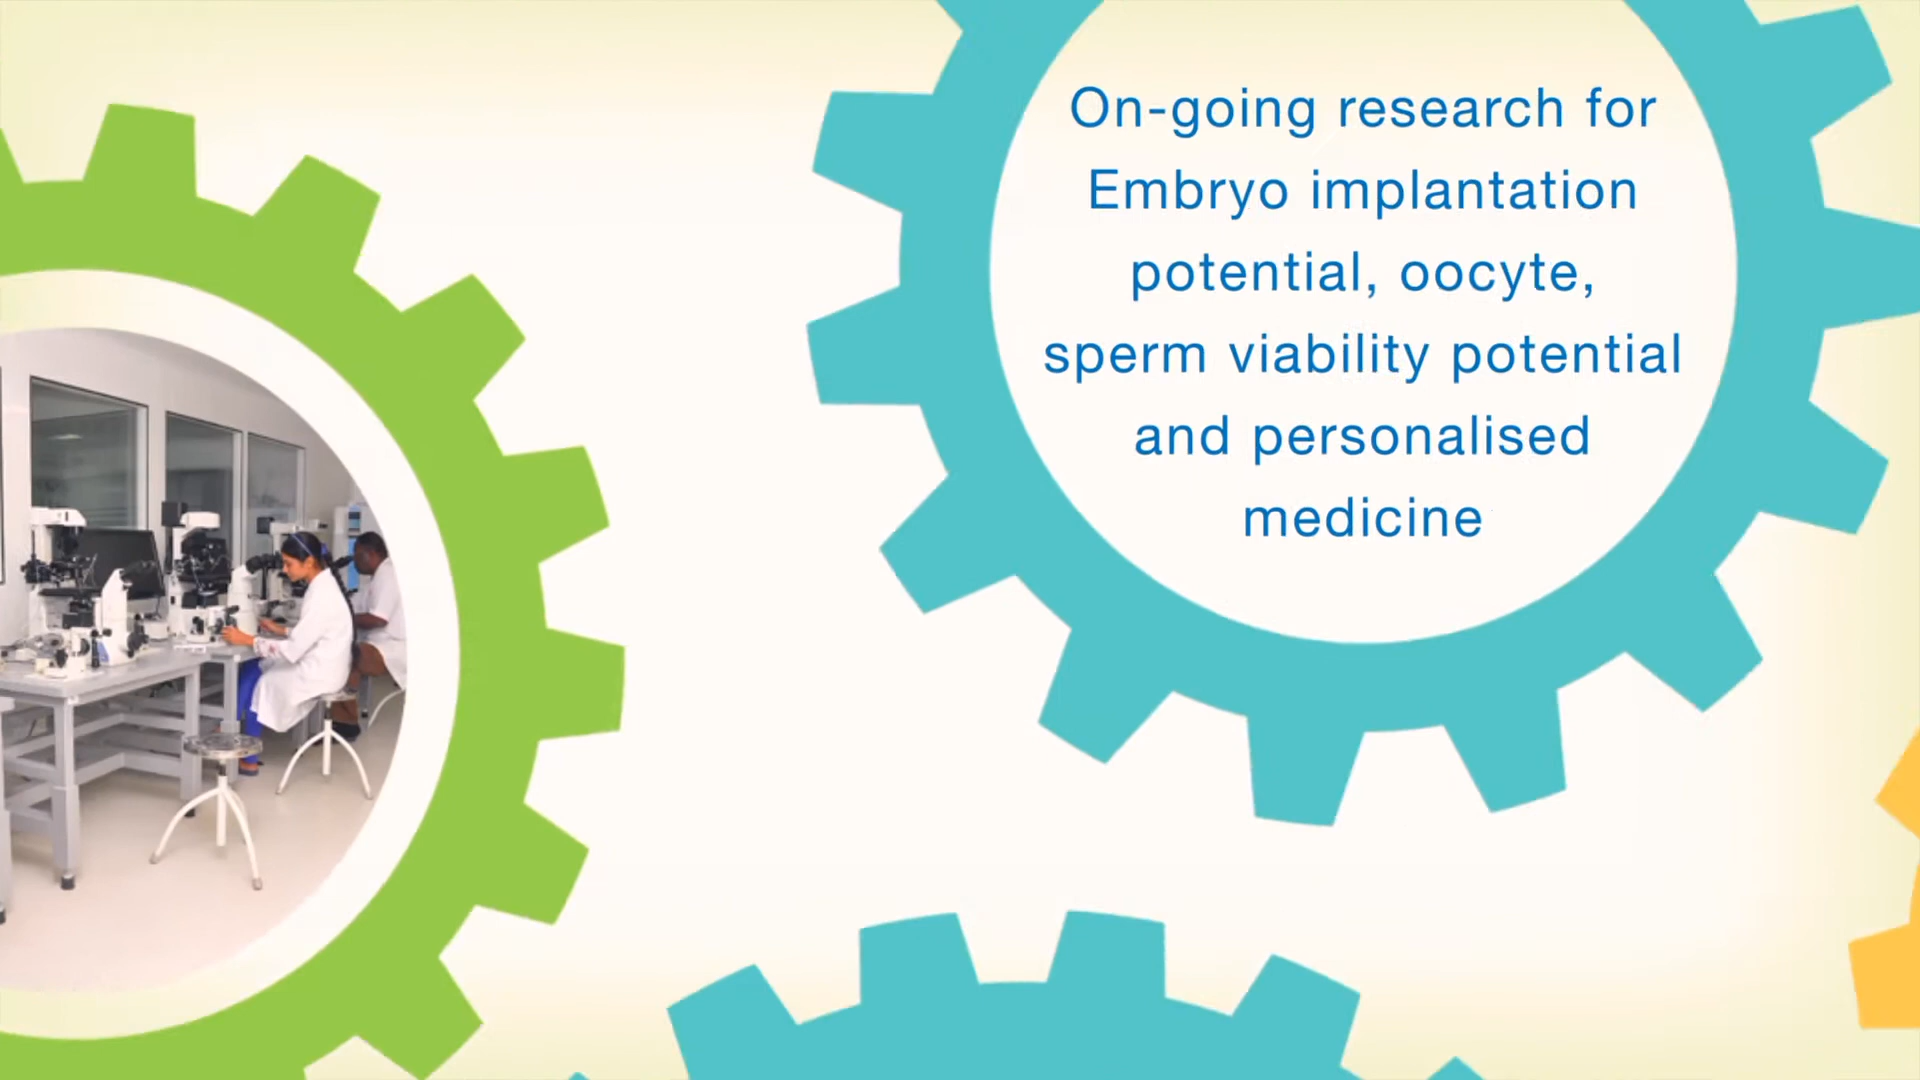 On-going research for
Embryo implantation
potential, oocyte,
sperm viability potential
and personalised
medicine